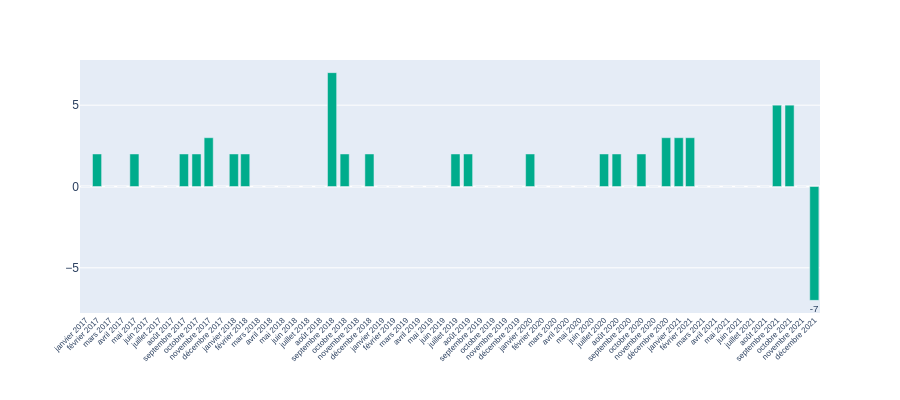 5
0
−5
-7
janvier 2017
février 2017
mars 2017
avril 2017
mai 2017
juin 2017
juillet 2017
août 2017
septembre 2017
octobre 2017
novembre 2017
décembre 2017
janvier 2018
février 2018
mars 2018
avril 2018
mai 2018
juin 2018
juillet 2018
août 2018
septembre 2018
octobre 2018
novembre 2018
décembre 2018
janvier 2019
février 2019
mars 2019
avril 2019
mai 2019
juin 2019
juillet 2019
août 2019
septembre 2019
octobre 2019
novembre 2019
décembre 2019
janvier 2020
février 2020
mars 2020
avril 2020
mai 2020
juin 2020
juillet 2020
août 2020
septembre 2020
octobre 2020
novembre 2020
décembre 2020
janvier 2021
février 2021
mars 2021
avril 2021
mai 2021
juin 2021
juillet 2021
août 2021
septembre 2021
octobre 2021
novembre 2021
décembre 2021